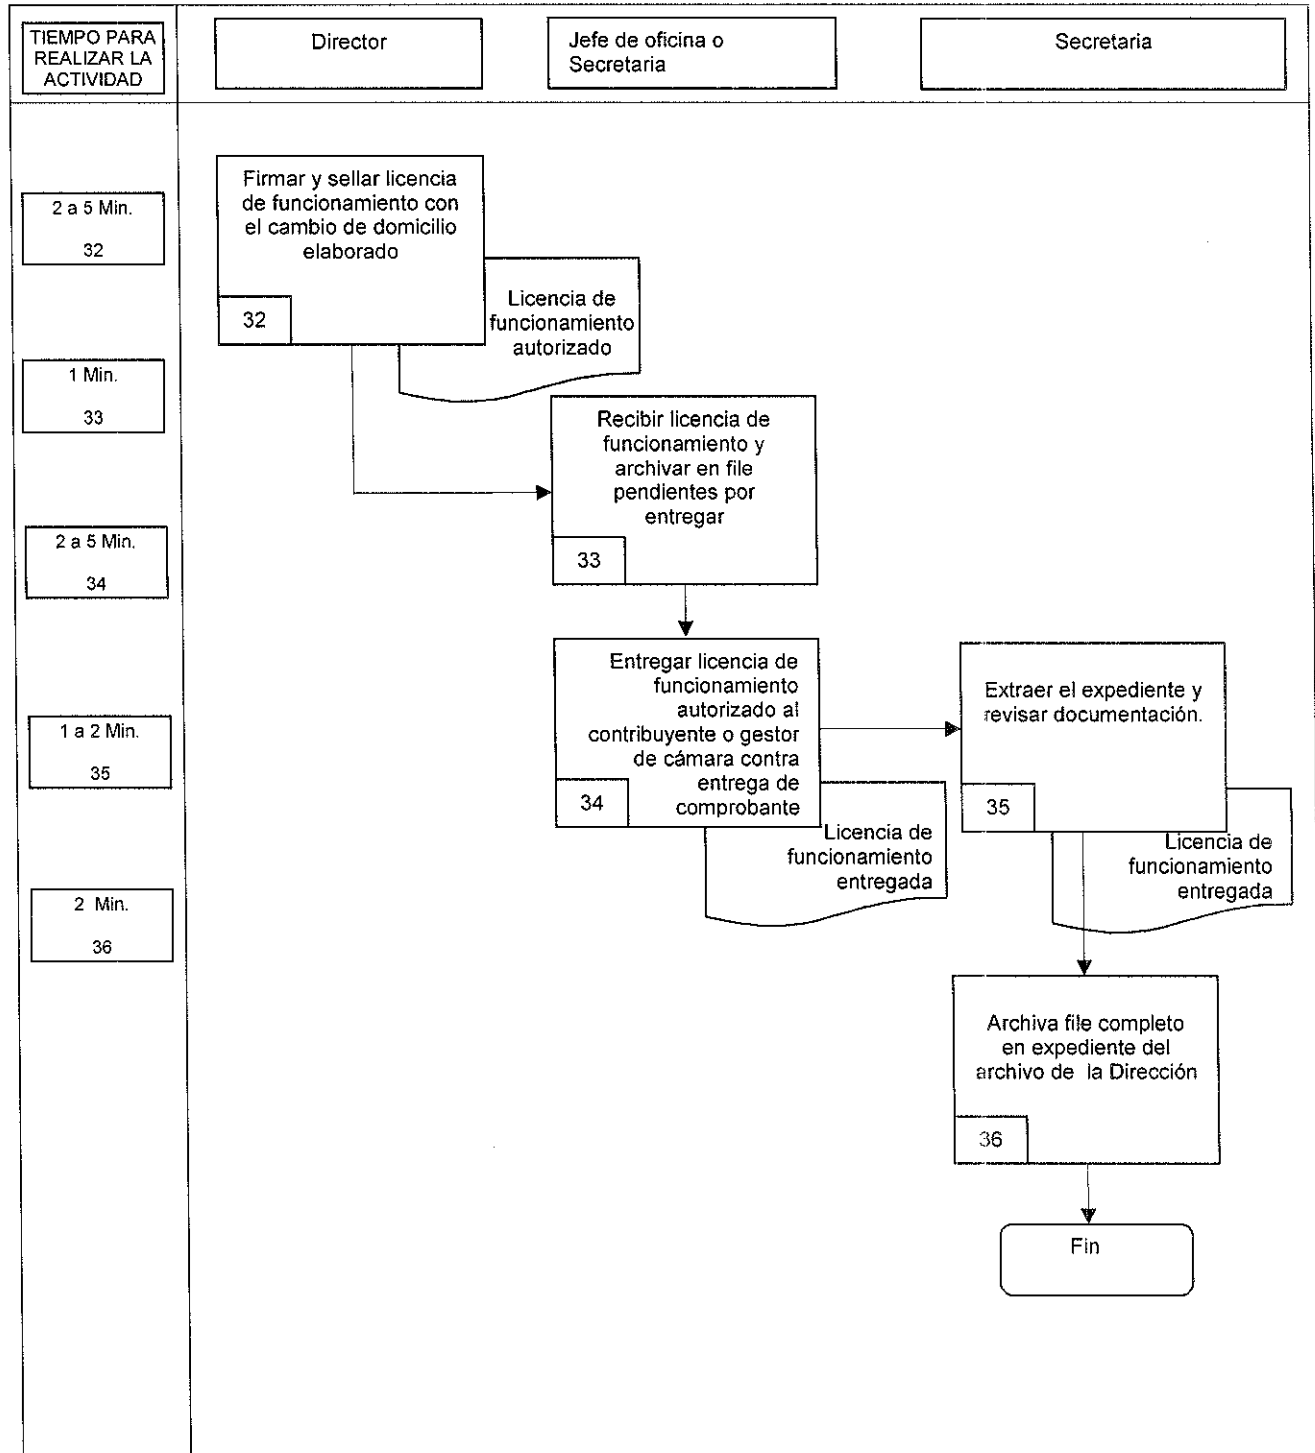 TIEMPO PARA
REALIZAR LA
ACTIVIDAD
Director
Jefe de oficina o
Secretaria
Secretaria
2 a 5 Min.
32
Firmar y sellar licencia
de funcionamiento con
el cambio de domicilio
elaborado
32
Licencia de
funcionamiento
autorizado
1 Min.
33
Recibir licencia de
funcionamiento y
archivar en file
pendientes por
entregar
33
2 a 5 Min.
34
Entregar licencia de
funcionamiento
autorizado al
contribuyente o gestor
de cámara contra
entrega de
comprobante
34
Licencia de
funcionamiento
entregada
1 a 2 Min.
35
Extraer el expediente y
revisar documentación.
35
Licencia de
funcionamiento
entregada
2 Min.
36
Archiva file completo
en expediente del
archivo de la Dirección
36
Fin